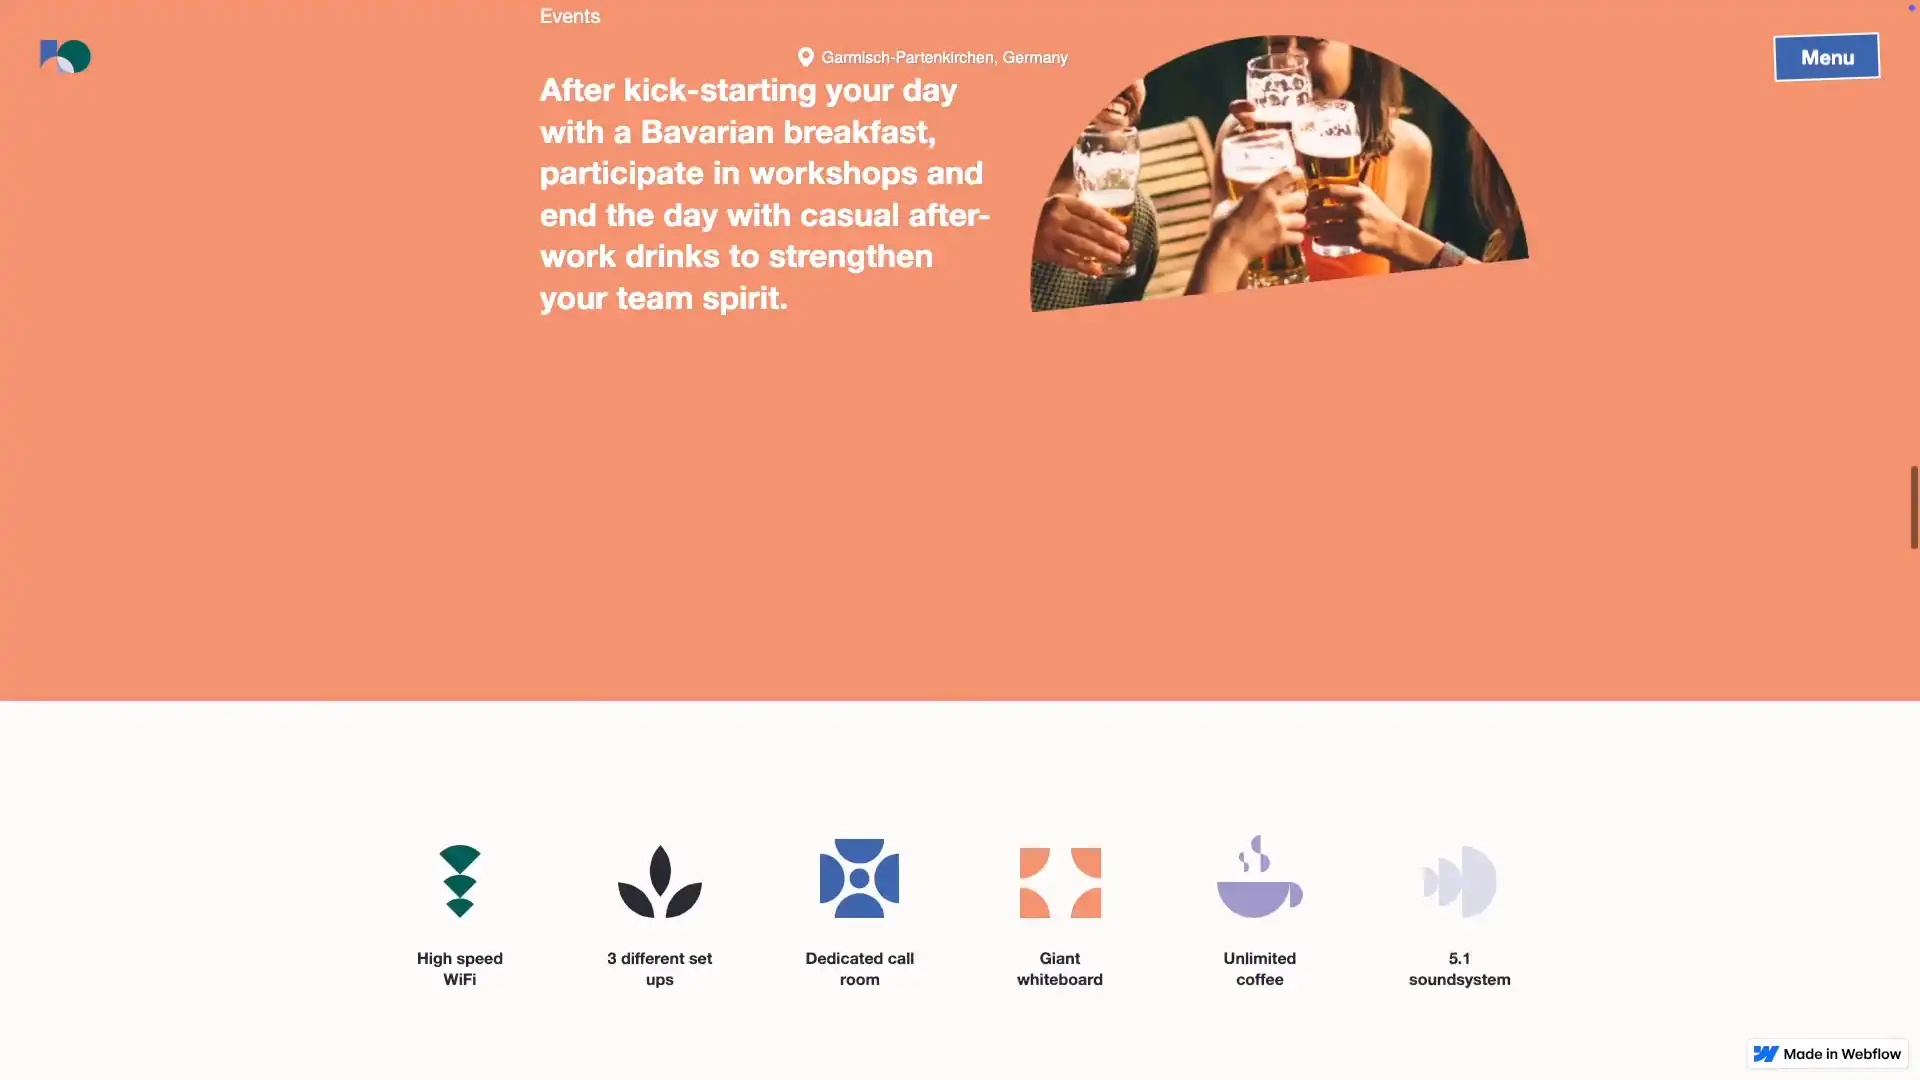 Events
Garmisch-Partenkirchen, Germany
Menu
After kick-starting your day
with a Bavarian breakfast,
participate in workshops and
end the day with casual after-
work drinks to strengthen
your team spirit.
High speed
WiFi
3 different set
ups
Dedicated call
room
Giant
whiteboard
Unlimited
coffee
5.1
soundsystem
Made in Webflow